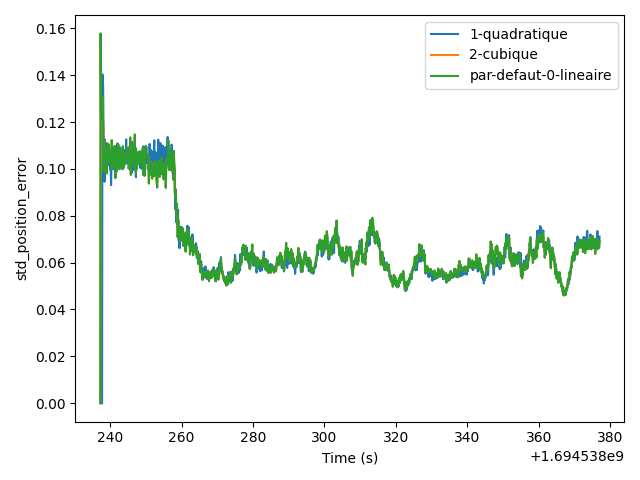 0.16
0.14
0.12
0.10
0.08
0.06
0.04
0.02
0.00
std_position_error
1-quadratique
2-cubique
par-defaut-0-lineaire
240 260 280 300 320 340 360 380
Time (s)
+1.694538e9